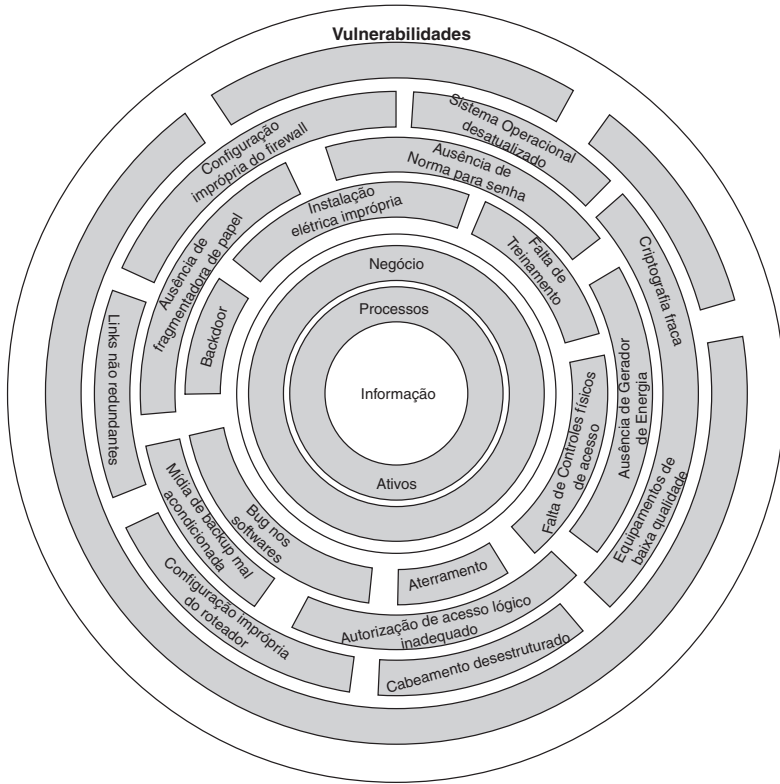 Vulnerabilidades
Sistema Operacional
desatualizado
Configuração
imprópria do firewall
Ausência de
Norma para senha
Instalação
elétrica imprópria
Falta de
Treinamento
Ausência de
fragmentadora de papel
Criptografia fraca
Backdoor
Links não redundantes
Negócio
Processos
Informação
Ativos
Ausência de Gerador
de Energia
Falta de Controles físicos
de acesso
Equipamentos de
baixa qualidade
Bug nos
softwares
Mídia de backup mal
acondicionada
Aterramento
Configuração imprópria
do roteador
Autorização de acesso lógico
inadequado
Cabeamento desestruturado